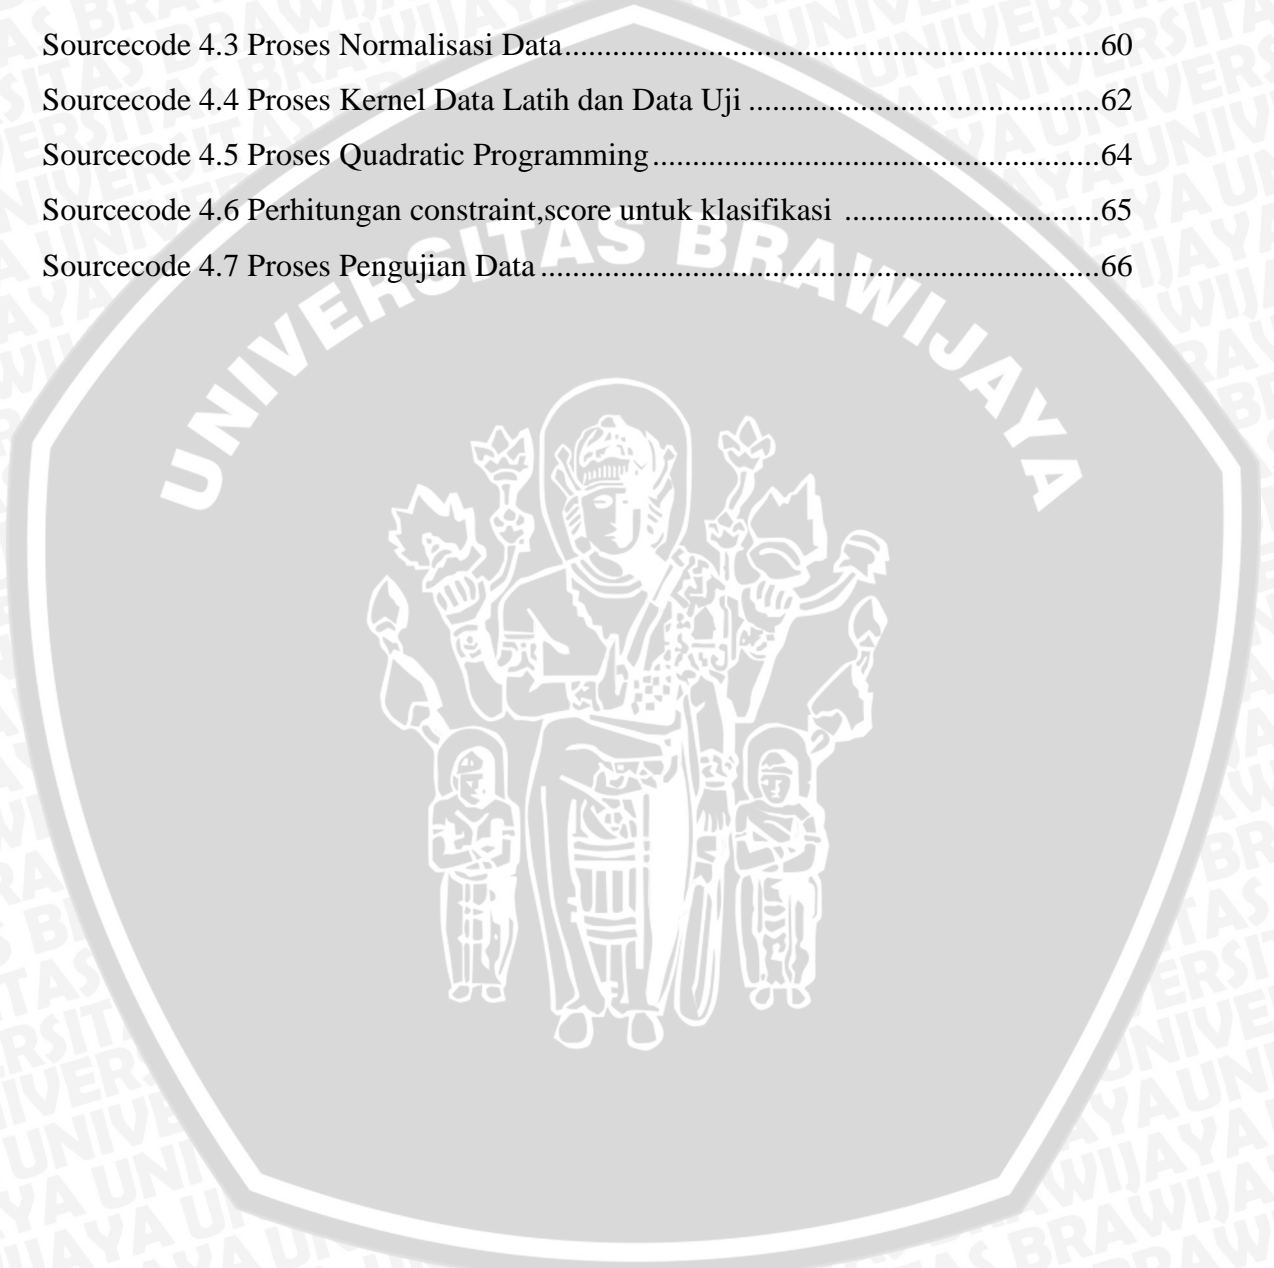 Sourcecode 4.3 Proses Normalisasi Data....................................................................60
Sourcecode 4.4 Proses Kernel Data Latih dan Data Uji ............................................62
Sourcecode 4.5 Proses Quadratic Programming.........................................................64
Sourcecode 4.6 Perhitungan constraint,score untuk klasifikasi ................................65
Sourcecode 4.7 Proses Pengujian Data......................................................................66
UNIVERSITAS BRAWIJAYA